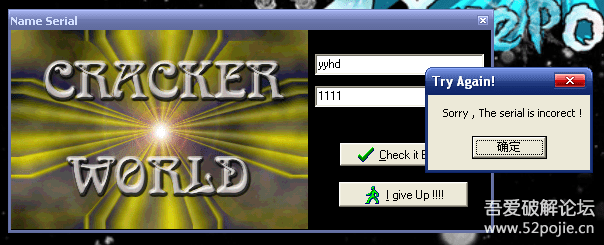 Name Serial
CRACKER
WORLD
yyhd
1111
Check it
I give Up !!!!
Try Again!
Sorry , The serial is incorect !
确定
吾爱破解论坛
www.52pojie.cn